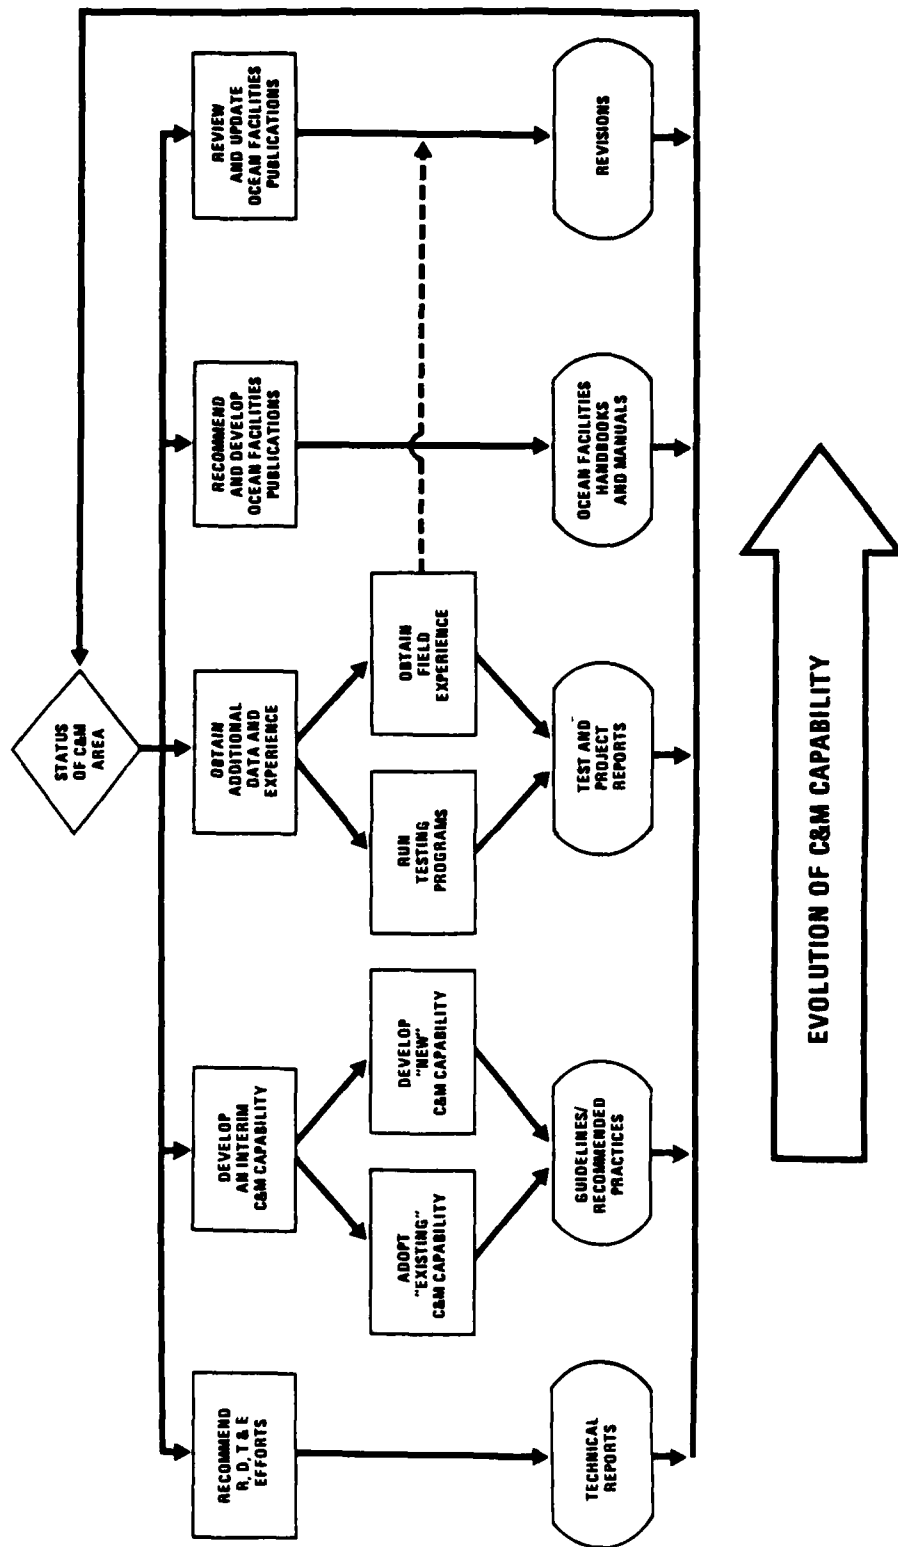 STATUS
OF C&M
AREA
RECOMMEND
R, D, T & E
EFFORTS
DEVELOP
AN INTERIM
C&M CAPABILITY
OBTAIN
ADDITIONAL
DATA AND
EXPERIENCE
RECOMMEND
AND DEVELOP
OCEAN FACILITIES
PUBLICATIONS
REVIEW
AND UPDATE
OCEAN FACILITIES
PUBLICATIONS
ADOPT
"EXISTING"
C&M CAPABILITY
DEVELOP
"NEW"
C&M CAPABILITY
RUN
TESTING
PROGRAMS
OBTAIN
FIELD
EXPERIENCE
TECHNICAL
REPORTS
GUIDELINES/
RECOMMENDED
PRACTICES
TEST AND
PROJECT
REPORTS
OCEAN FACILITIES
HANDBOOKS
AND MANUALS
REVISIONS
EVOLUTION OF C&M CAPABILITY